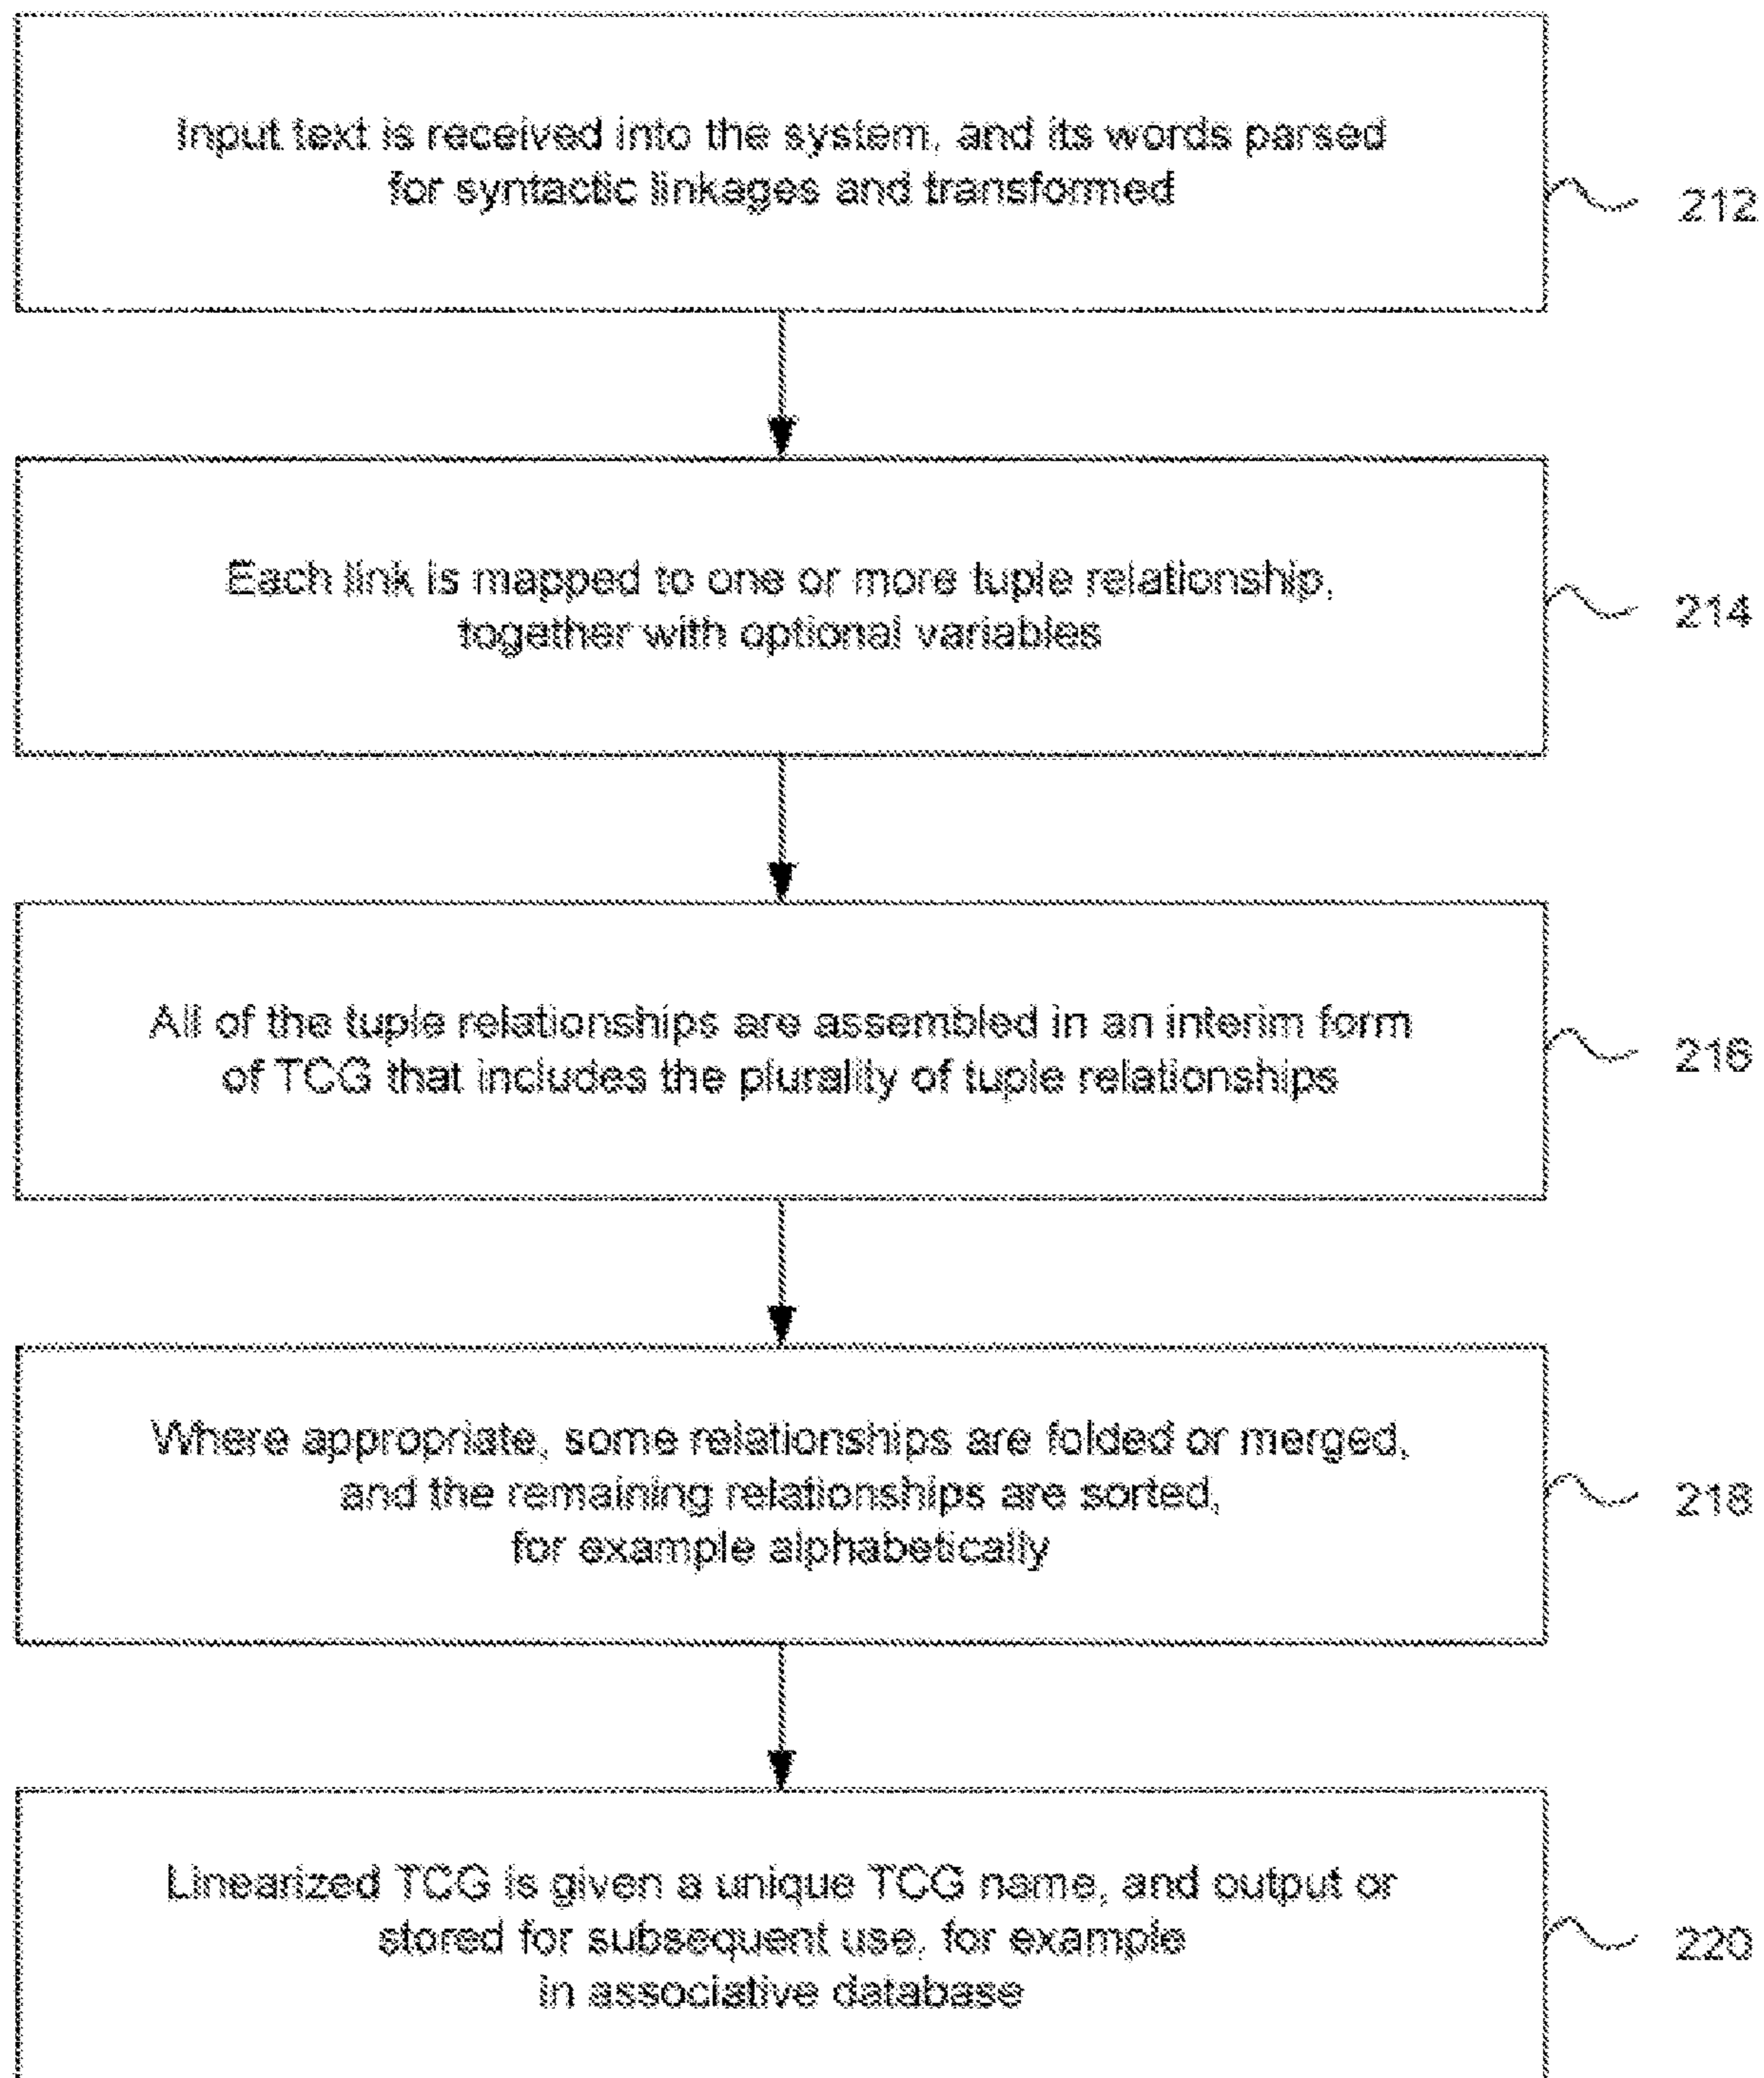 Input text is received into the system, and its words parsed
for syntactic linkages and transformed
212
Each link is mapped to one or more tuple relationship,
together with optional variables
214
All of the tuple relationships are assembled in an interim form
of TCG that includes the plurality of tuple relationships
216
Where appropriate, some relationships are folded or merged,
and the remaining relationships are sorted,
for example alphabetically
218
Linearized TCG is given a unique TCG name, and output or
stored for subsequent use, for example
in associative database
220